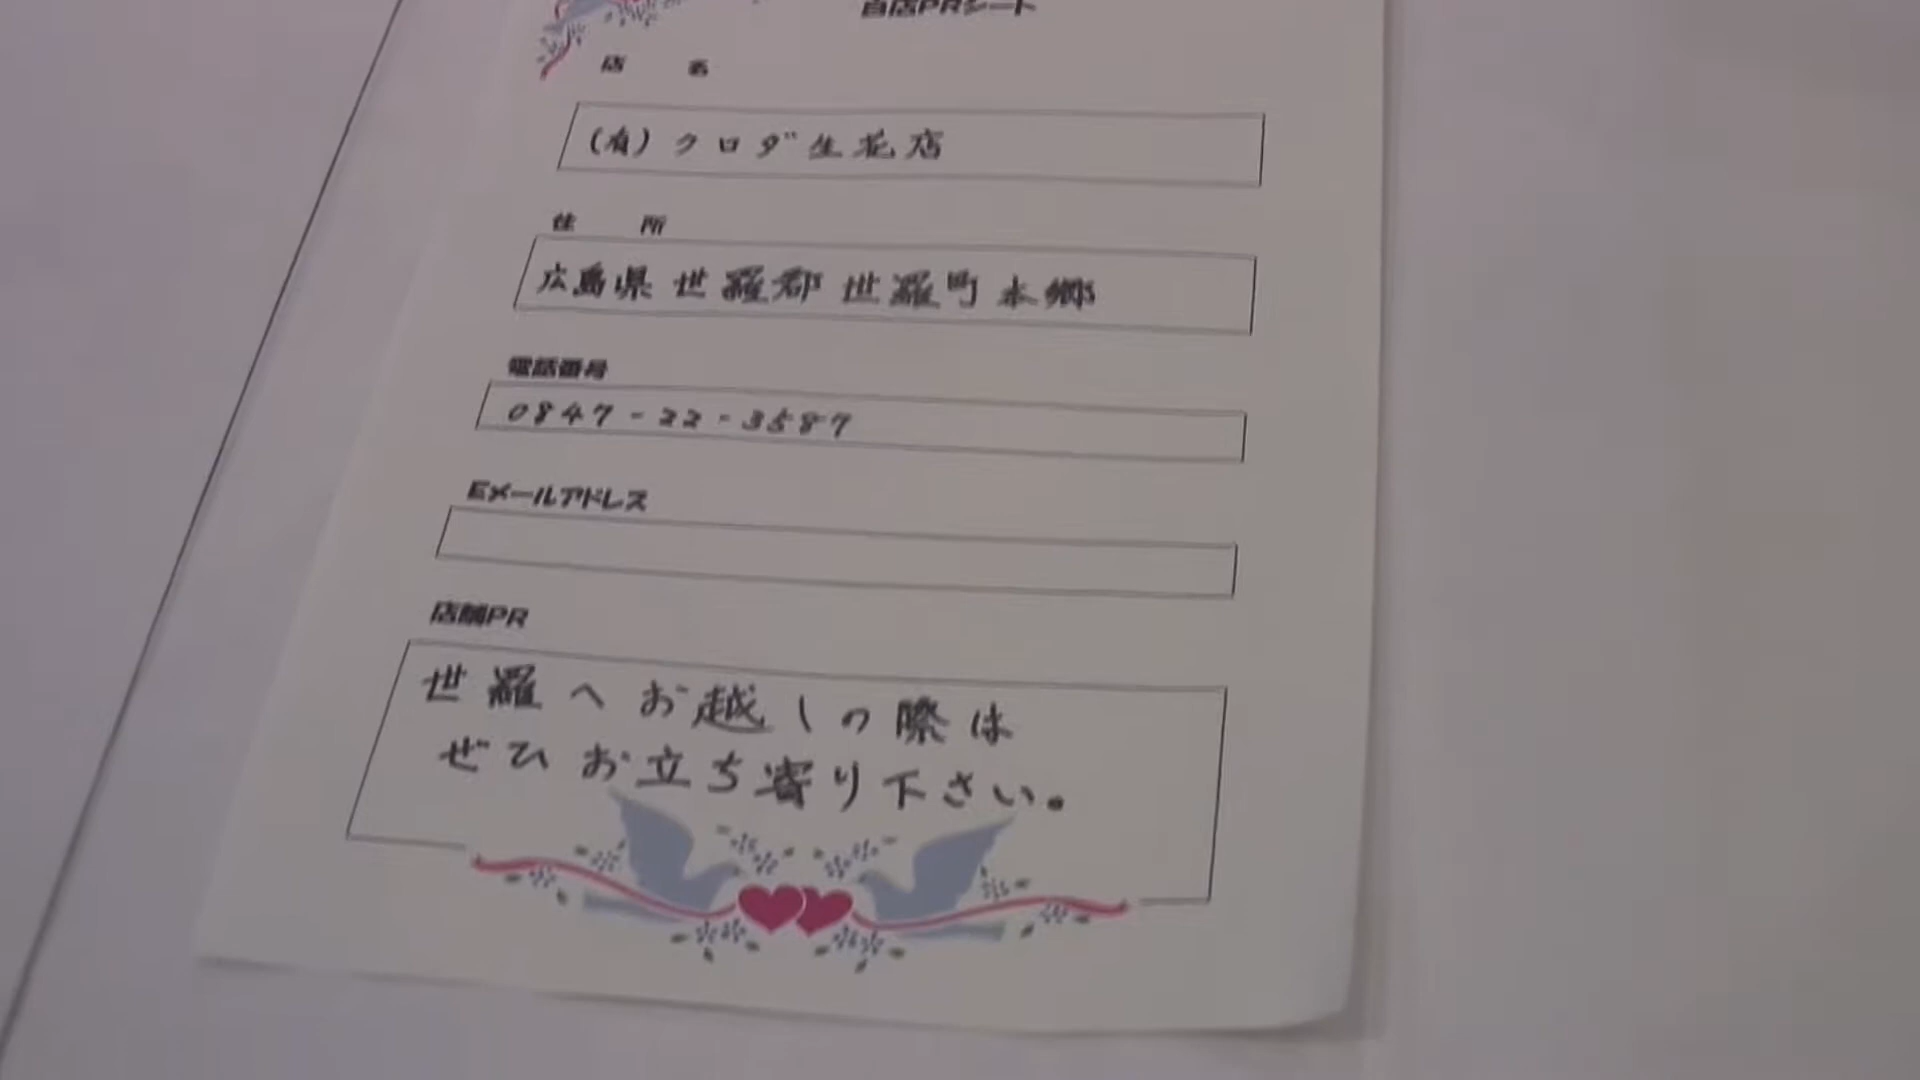 自店PRシート
店 名
(有)クロダ生花店
住 所
広島県世羅郡世羅町本郷
電話番号
0847-22-3587
Eメールアドレス
店舗PR
世羅へお越しの際は
ぜひお立ち寄り下さい。